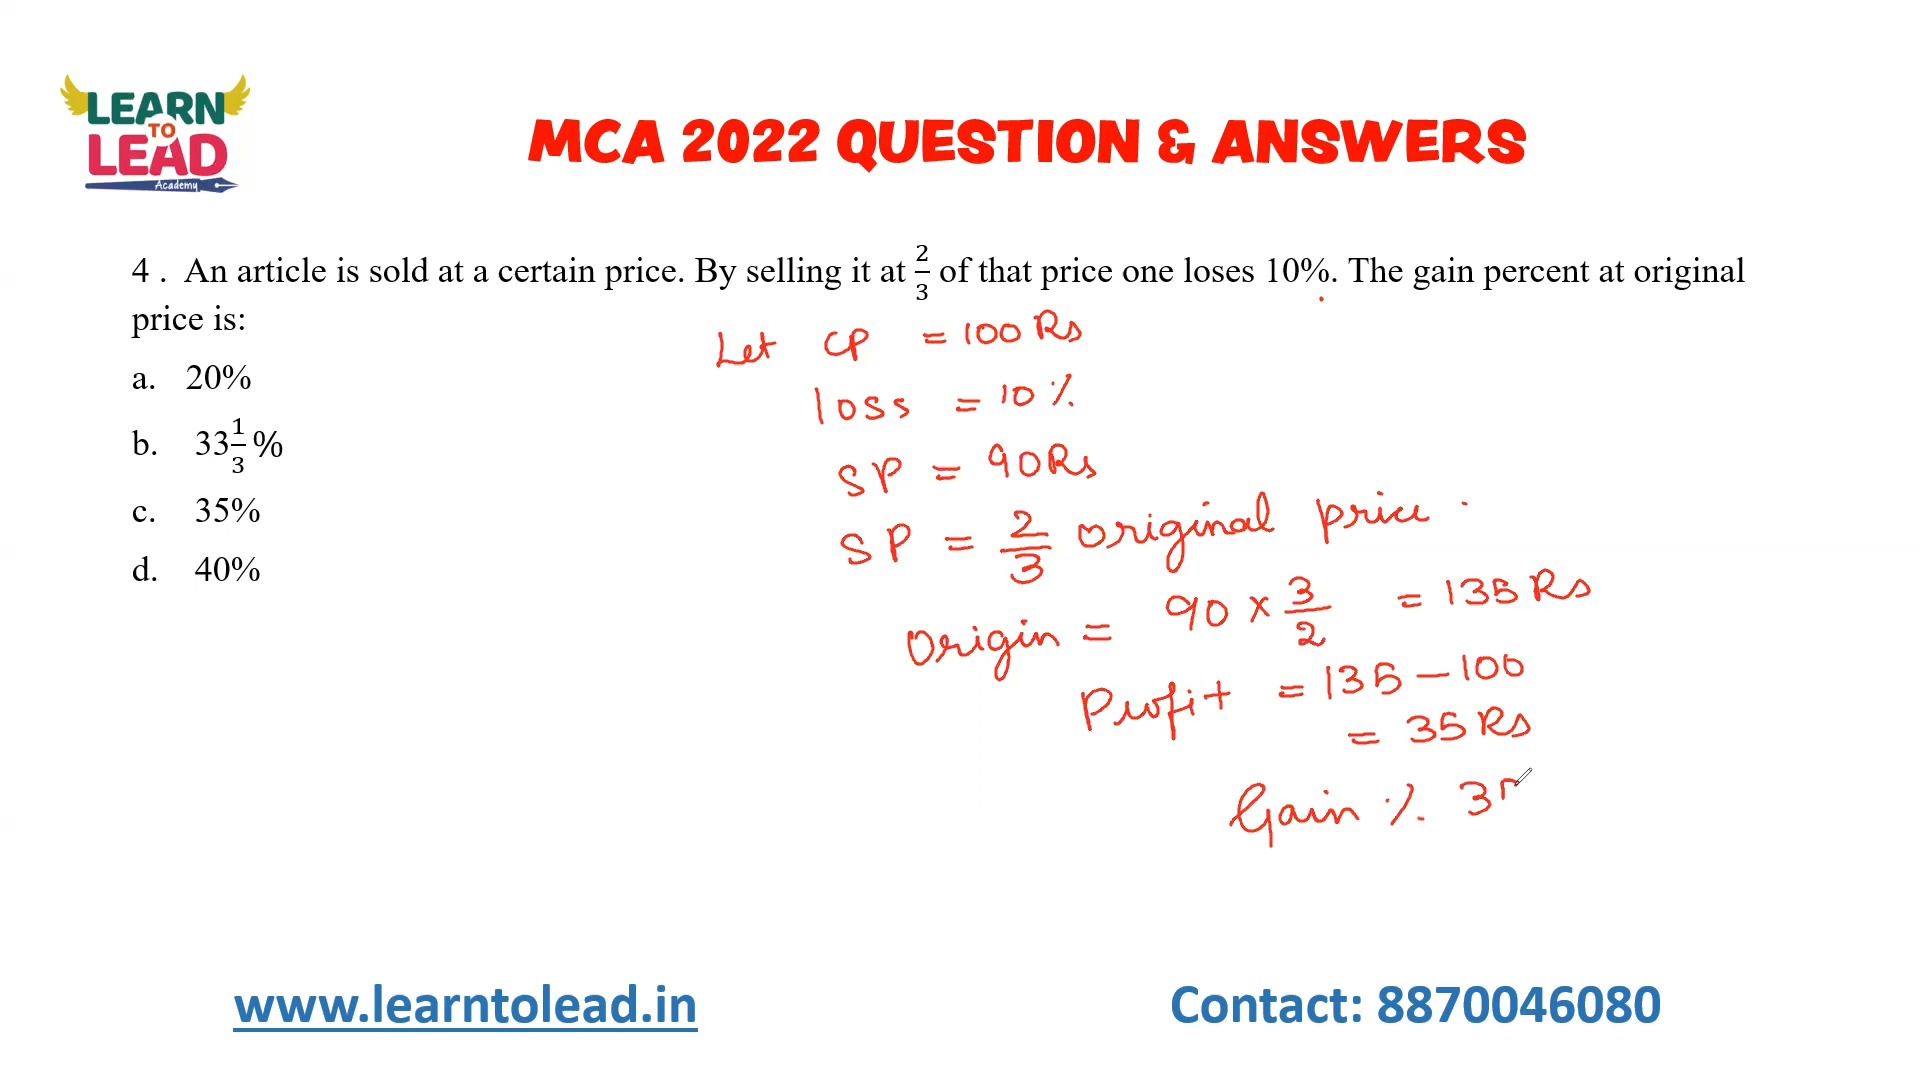 LEARN
TO
LEAD
Academy
MCA 2022 QUESTION & ANSWERS
4 . An article is sold at a certain price. By selling it at 2/3 of that price one loses 10%. The gain percent at original
price is:
a. 20%
b. 33 1/3 %
c. 35%
d. 40%
Let CP = 100 Rs
loss = 10 %
SP = 90 Rs
SP = 2/3 original price.
Origin = 90 × 3/2 = 135 Rs
Profit = 135 - 100
= 35 Rs
Gain % 3
www.learntolead.in
Contact: 8870046080